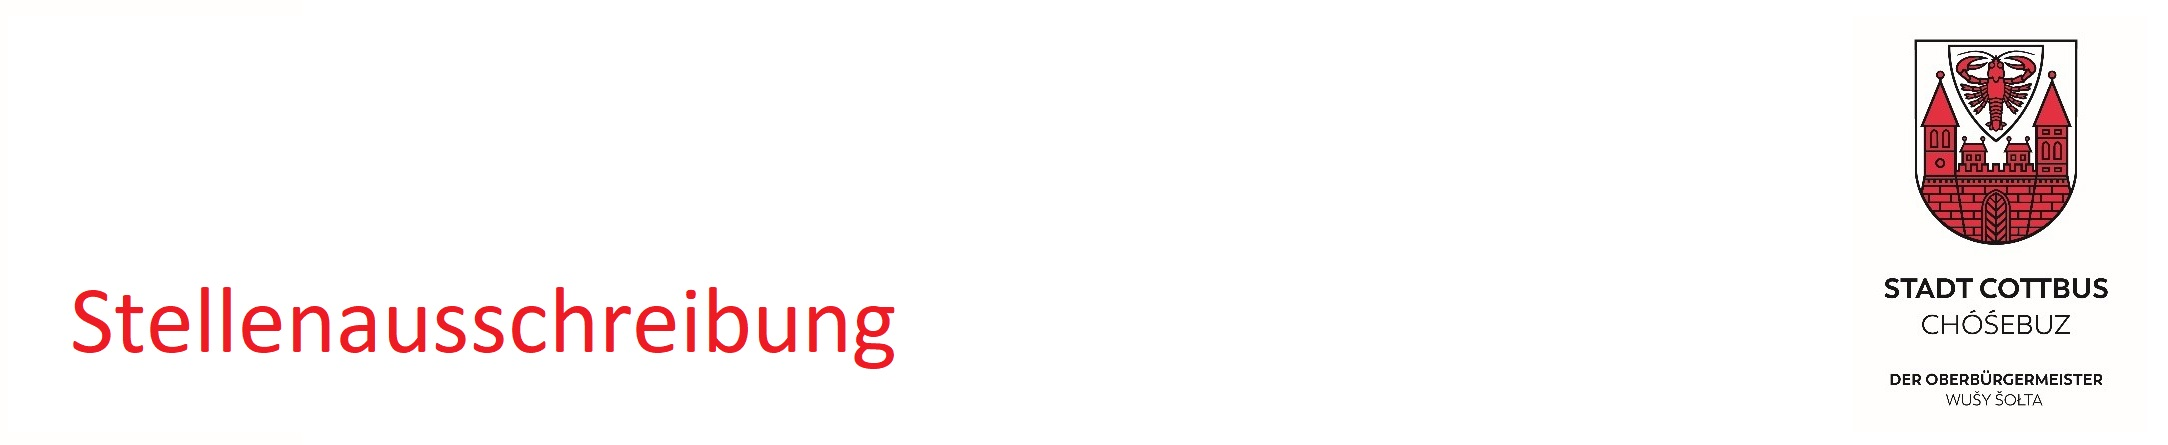 Stellenausschreibung
STADT COTTBUS
CHÓŚEBUZ
DER OBERBÜRGERMEISTER
WUŠY ŠOŁTA